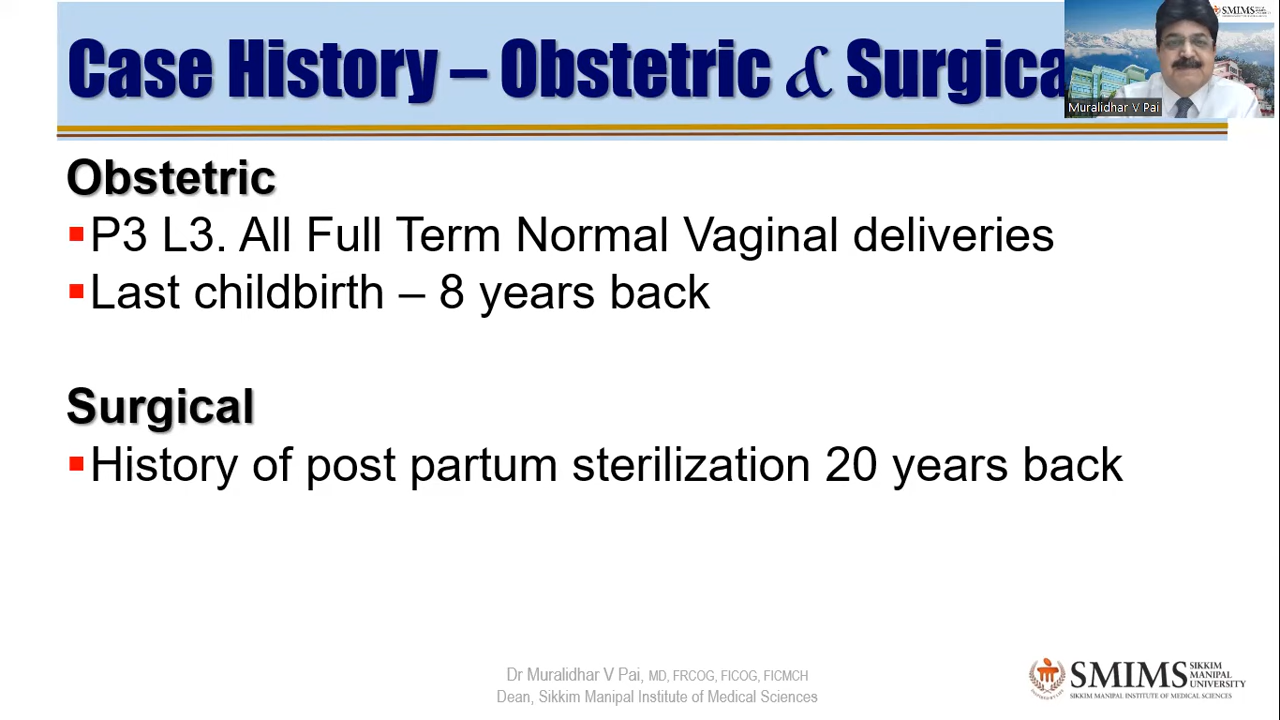 Case History – Obstetric & Surgica
SMIMS
Muralidhar V Pai
Obstetric
▪P3 L3. All Full Term Normal Vaginal deliveries
▪Last childbirth – 8 years back
Surgical
▪History of post partum sterilization 20 years back
Dr Muralidhar V Pai, MD, FRCOG, FICOG, FICMCH
Dean, Sikkim Manipal Institute of Medical Sciences
SMIMS SIKKIM MANIPAL UNIVERSITY
SIKKIM MANIPAL INSTITUTE OF MEDICAL SCIENCES